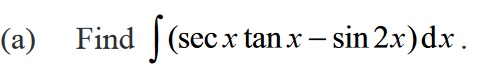 (a) Find ∫(sec x tan x – sin 2x) dx .